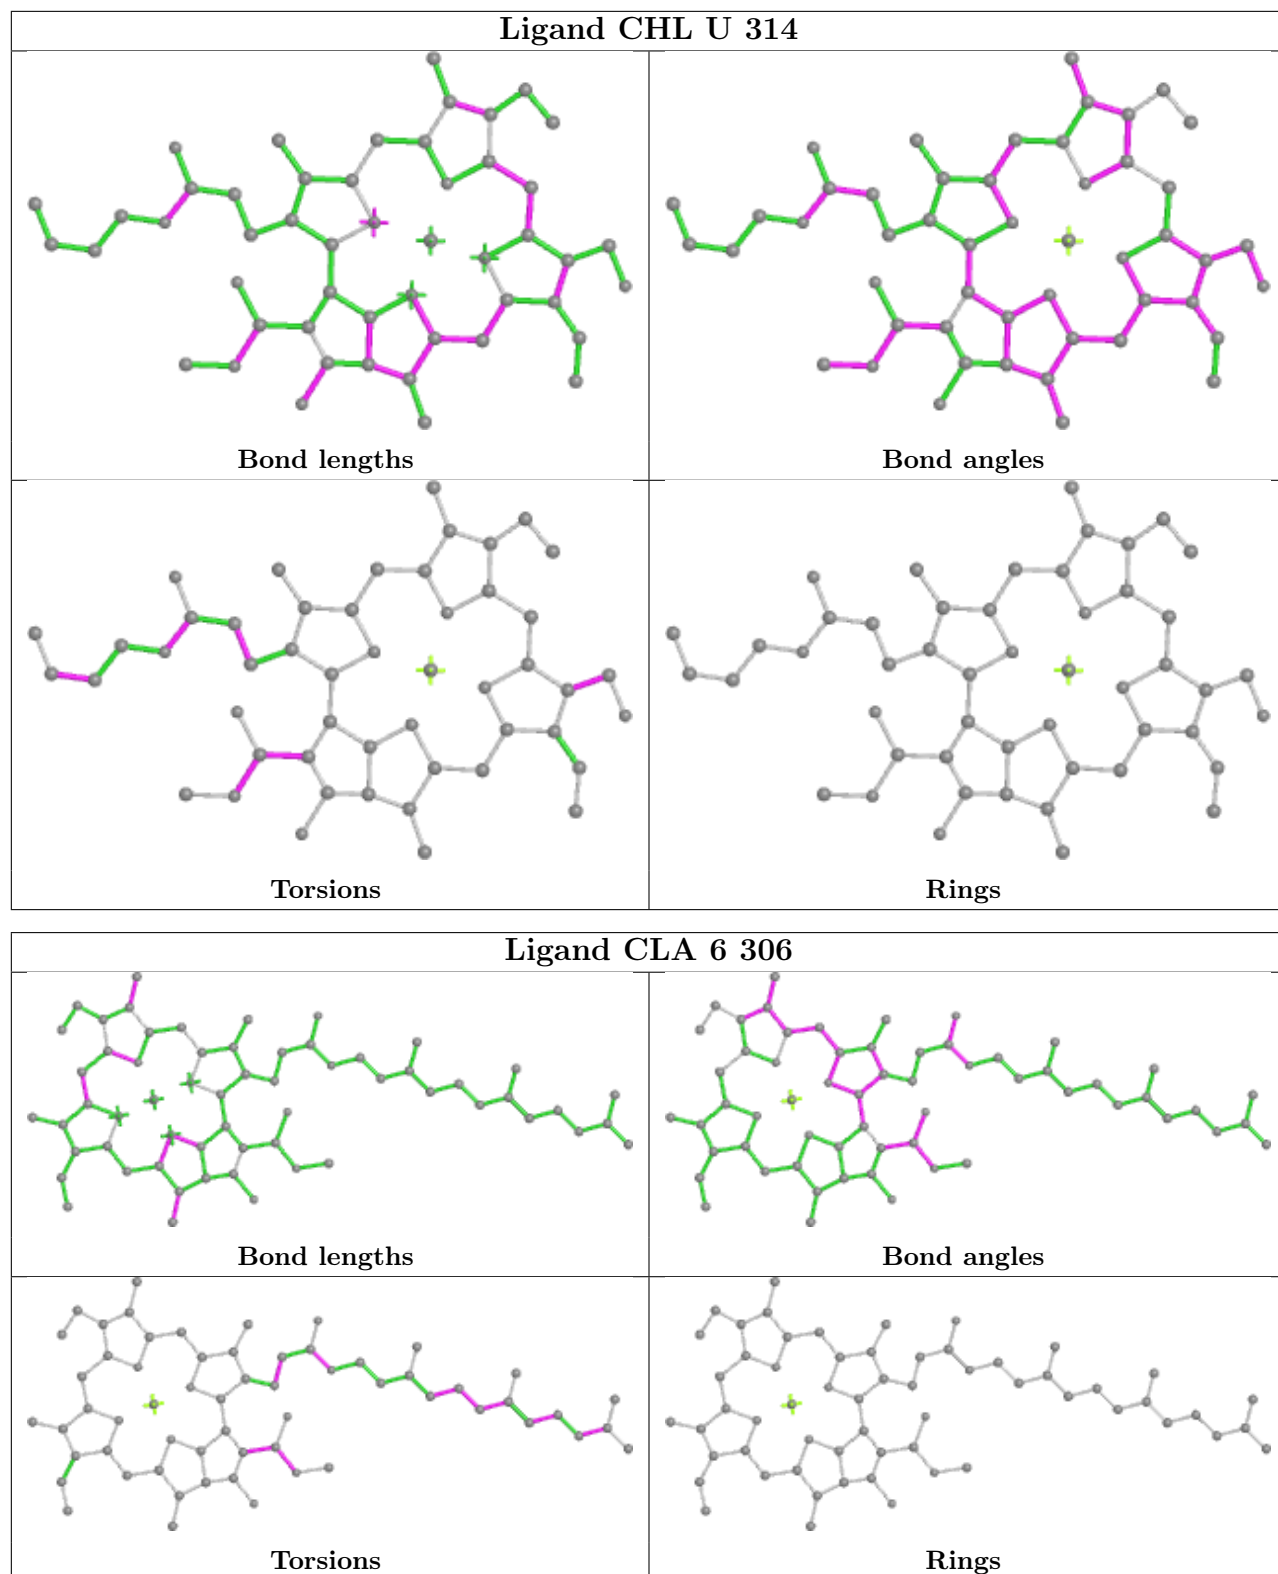 Ligand CHL U 314
Bond lengths
Bond angles
Torsions
Rings
Ligand CLA 6 306
Bond lengths
Bond angles
Torsions
Rings